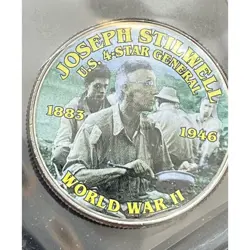 JOSEPH STILWELL
U.S. 4-STAR GENERAL
1883
1946
WORLD WAR II